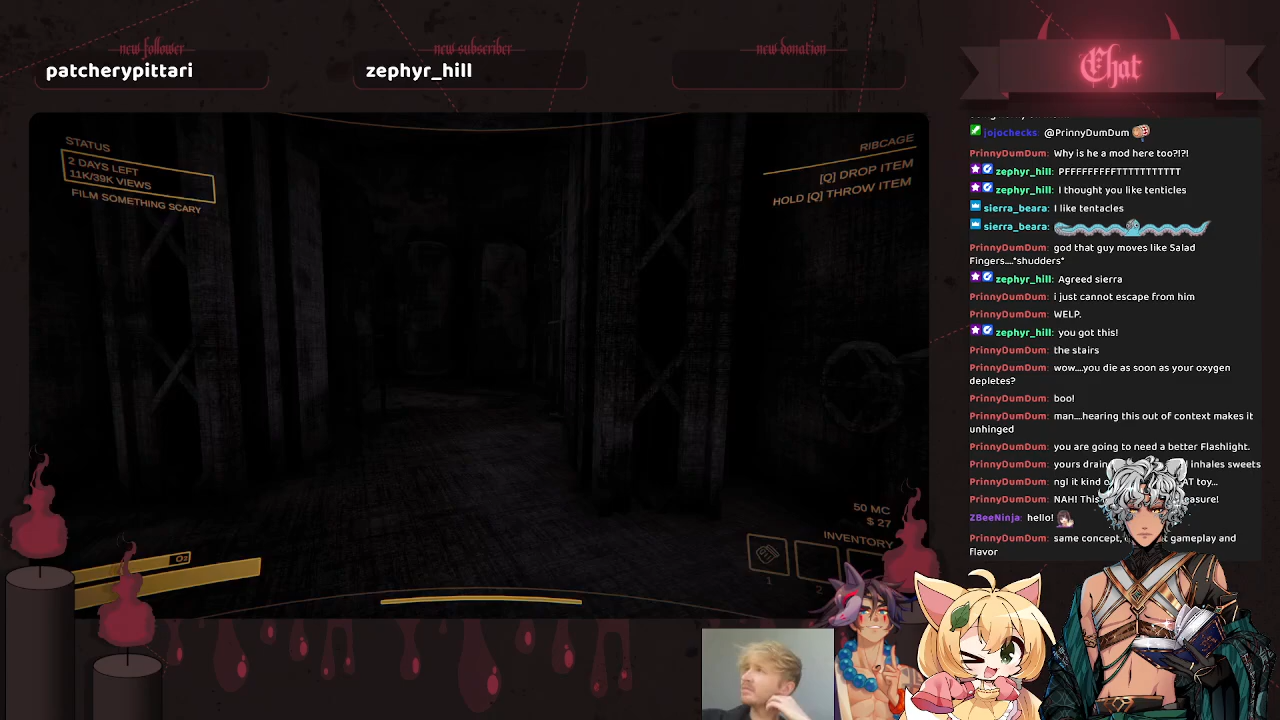 new follower
patcherypittari
new subscriber
zephyr_hill
new donation
Chat
STATUS
2 DAYS LEFT
11K/39K VIEWS
FILM SOMETHING SCARY
RIBCAGE
[Q] DROP ITEM
HOLD [Q] THROW ITEM
O2
50 MC
$ 27
INVENTORY
1
2
jojochecks: @PrinnyDumDum
PrinnyDumDum: Why is he a mod here too?!?!
zephyr_hill: PFFFFFFFFFTTTTTTTTTTT
zephyr_hill: I thought you like tenticles
sierra_beara: I like tentacles
sierra_beara:
PrinnyDumDum: god that guy moves like Salad
Fingers....*shudders*
zephyr_hill: Agreed sierra
PrinnyDumDum: i just cannot escape from him
PrinnyDumDum: WELP.
zephyr_hill: you got this!
PrinnyDumDum: the stairs
PrinnyDumDum: wow....you die as soon as your oxygen
depletes?
PrinnyDumDum: boo!
PrinnyDumDum: man....hearing this out of context makes it
unhinged
PrinnyDumDum: you are going to need a better Flashlight.
PrinnyDumDum: yours inhales sweets
PrinnyDumDum: ngl it kind toy...
PrinnyDumDum: NAH!
ZBeeNinja: hello!
PrinnyDumDum: same concept, gameplay and
Flavor